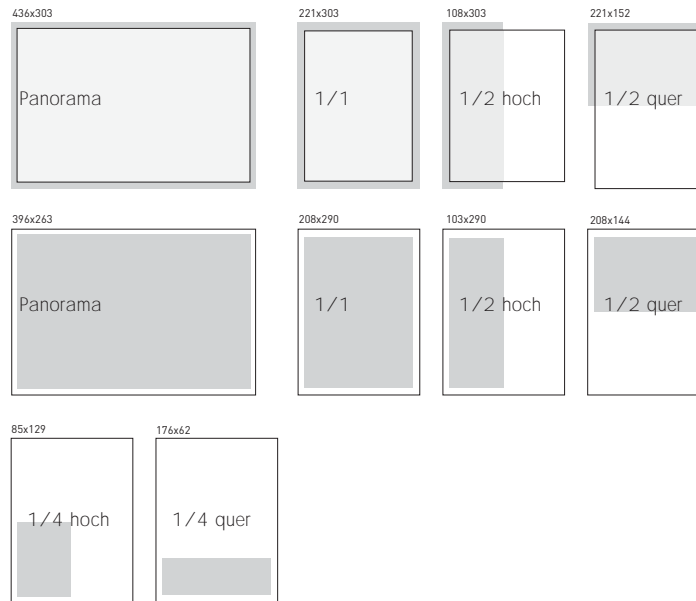 436x303
221x303
108x303
221x152
Panorama
1/1
1/2 hoch
1/2 quer
396x263
208x290
103x290
208x144
Panorama
1/1
1/2 hoch
1/2 quer
85x129
176x62
1/4 hoch
1/4 quer